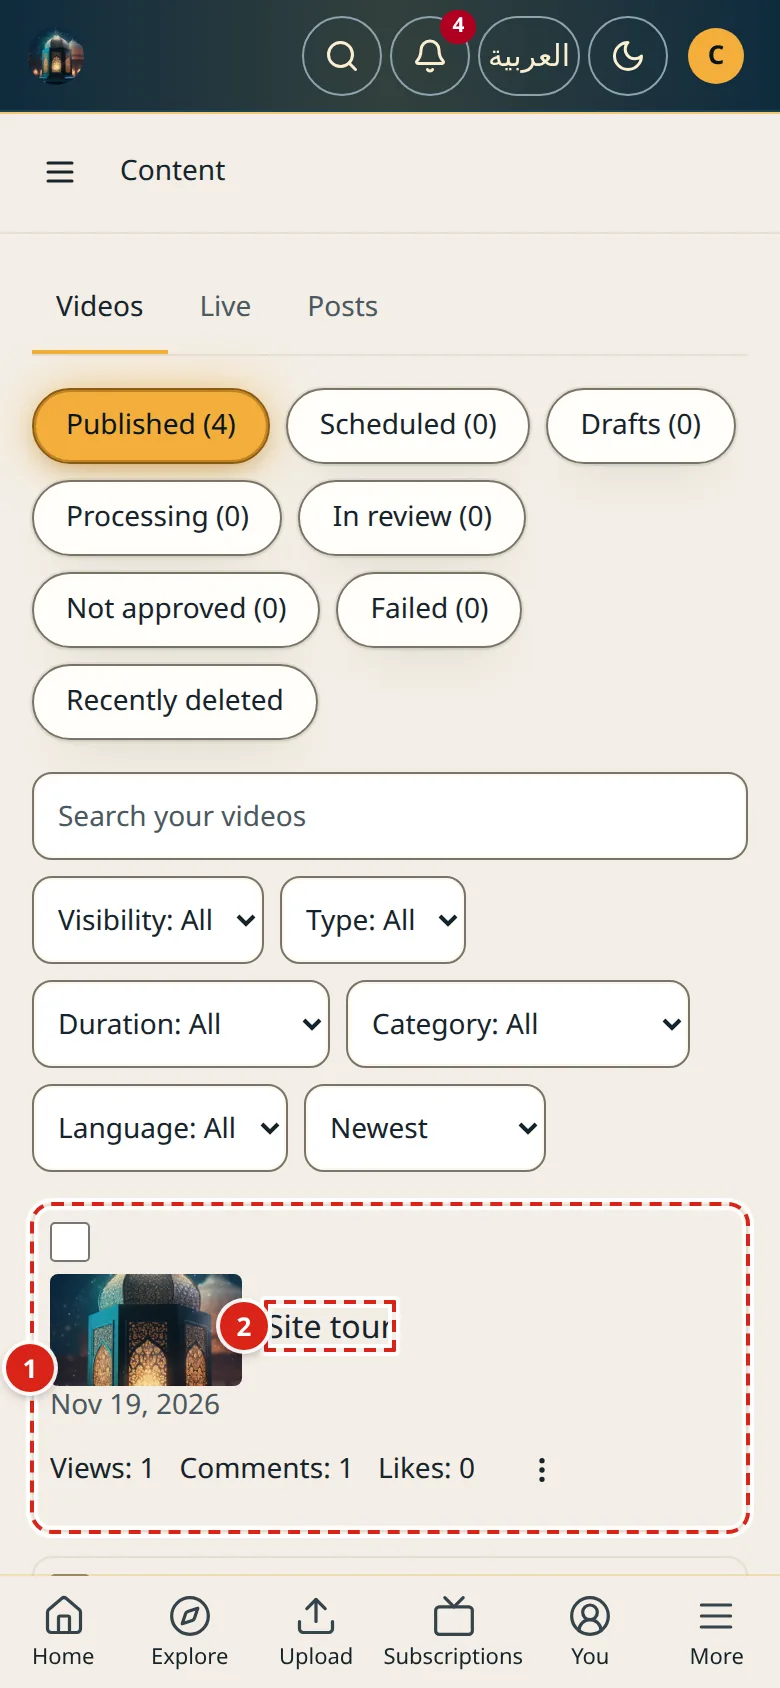 4
العربية
C
Content
Videos Live Posts
Published (4) Scheduled (0) Drafts (0)
Processing (0) In review (0)
Not approved (0) Failed (0)
Recently deleted
Search your videos
Visibility: All Type: All
Duration: All Category: All
Language: All Newest
2 Site tour
1
Nov 19, 2026
Views: 1 Comments: 1 Likes: 0
Home Explore Upload Subscriptions You More